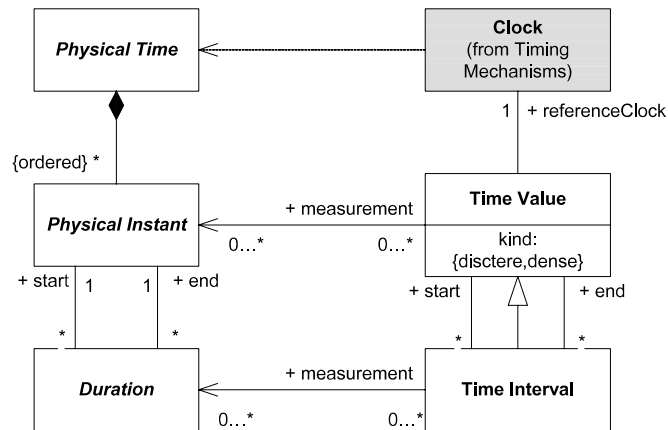 Physical Time
Clock
(from Timing
Mechanisms)
1 + referenceClock
{ordered} *
Physical Instant
+ measurement
0...* 0...*
Time Value
kind:
{disctere,dense}
+ start 1 1 + end
+ start + end
* *
* *
Duration
+ measurement
0...* 0...*
Time Interval